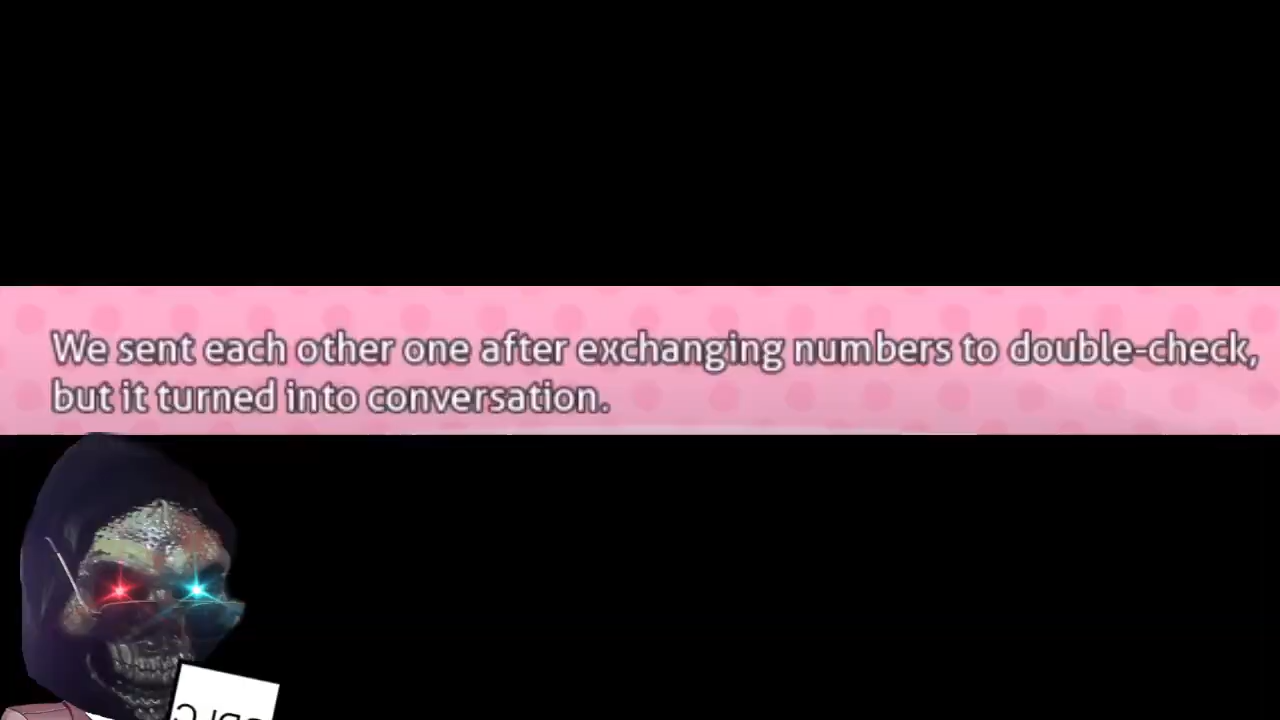 We sent each other one after exchanging numbers to double-check,
but it turned into conversation.